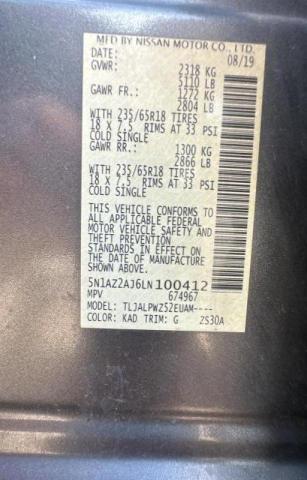 MFD BY NISSAN MOTOR CO., LTD.
DATE: 08/19
GVWR: 2318 KG
5110 LB
GAWR FR: 1272 KG
2804 LB
WITH 235/65R18 TIRES
18 X 7.5 RIMS AT 33 PSI
COLD SINGLE
GAWR RR: 1300 KG
2866 LB
WITH 235/65R18 TIRES
18 X 7.5 RIMS AT 33 PSI
COLD SINGLE
THIS VEHICLE CONFORMS TO
ALL APPLICABLE FEDERAL
MOTOR VEHICLE SAFETY AND
THEFT PREVENTION
STANDARDS IN EFFECT ON
THE DATE OF MANUFACTURE
SHOWN ABOVE
5N1AZ2AJ6LN100412
MPV 674967
MODEL: TLJALPWZ52EUAM----
COLOR: KAD TRIM: G 2S30A